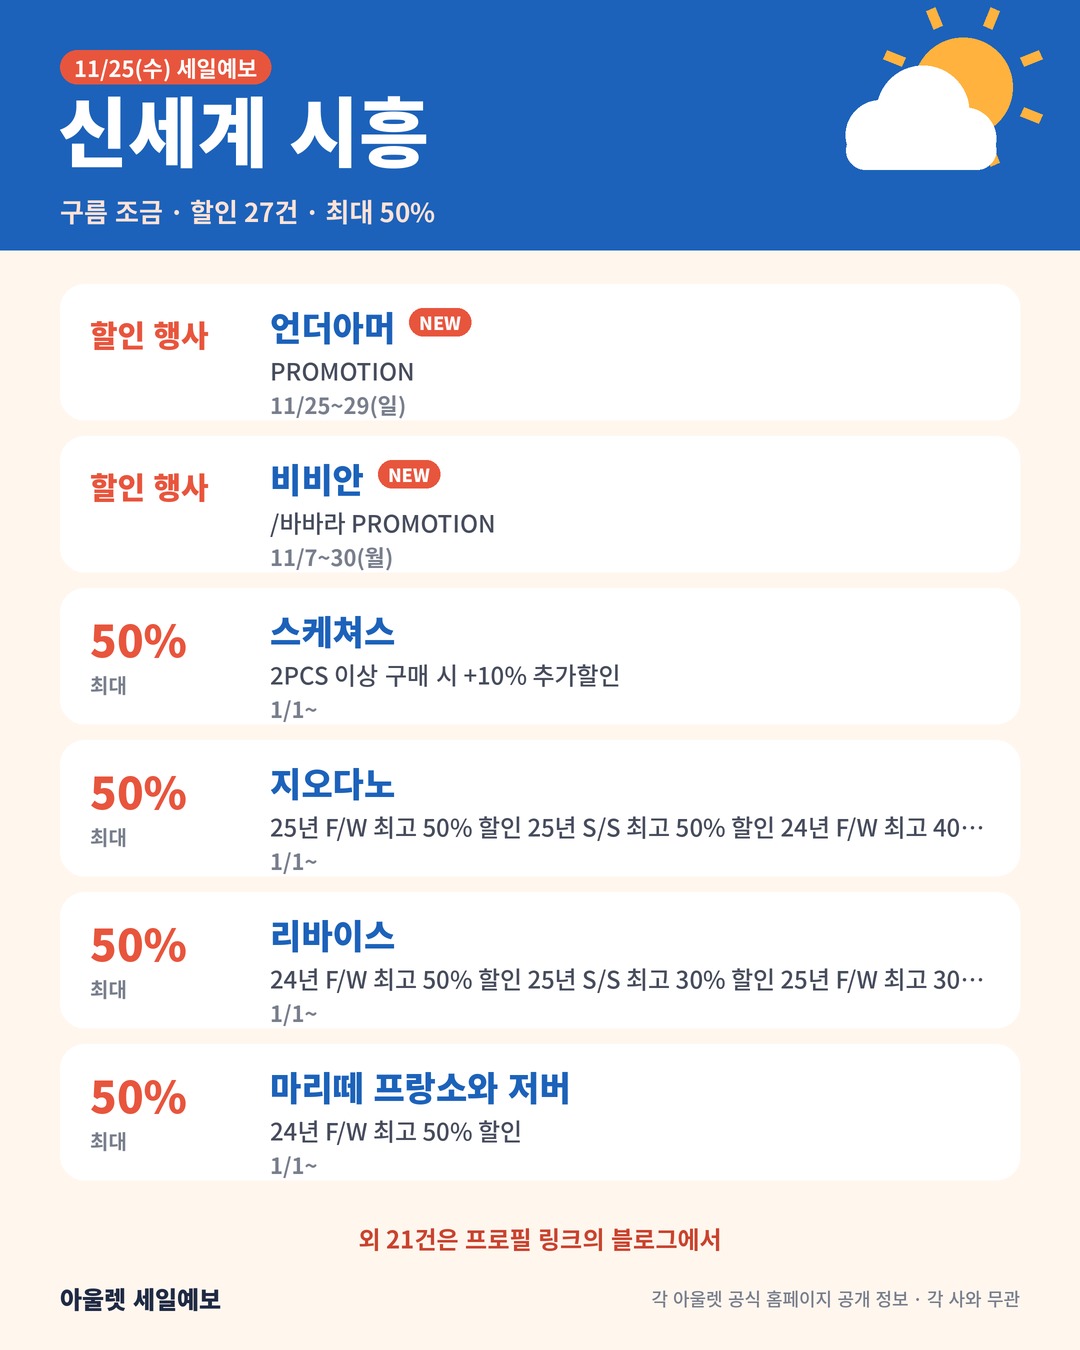 11/25(수) 세일예보
신세계 시흥
구름 조금 · 할인 27건 · 최대 50%
할인 행사
언더아머 NEW
PROMOTION
11/25~29(일)
할인 행사
비비안 NEW
/바바라 PROMOTION
11/7~30(월)
50%
최대
스케쳐스
2PCS 이상 구매 시 +10% 추가할인
1/1~
50%
최대
지오다노
25년 F/W 최고 50% 할인 25년 S/S 최고 50% 할인 24년 F/W 최고 40…
1/1~
50%
최대
리바이스
24년 F/W 최고 50% 할인 25년 S/S 최고 30% 할인 25년 F/W 최고 30…
1/1~
50%
최대
마리떼 프랑소와 저버
24년 F/W 최고 50% 할인
1/1~
외 21건은 프로필 링크의 블로그에서
아울렛 세일예보
각 아울렛 공식 홈페이지 공개 정보 · 각 사와 무관